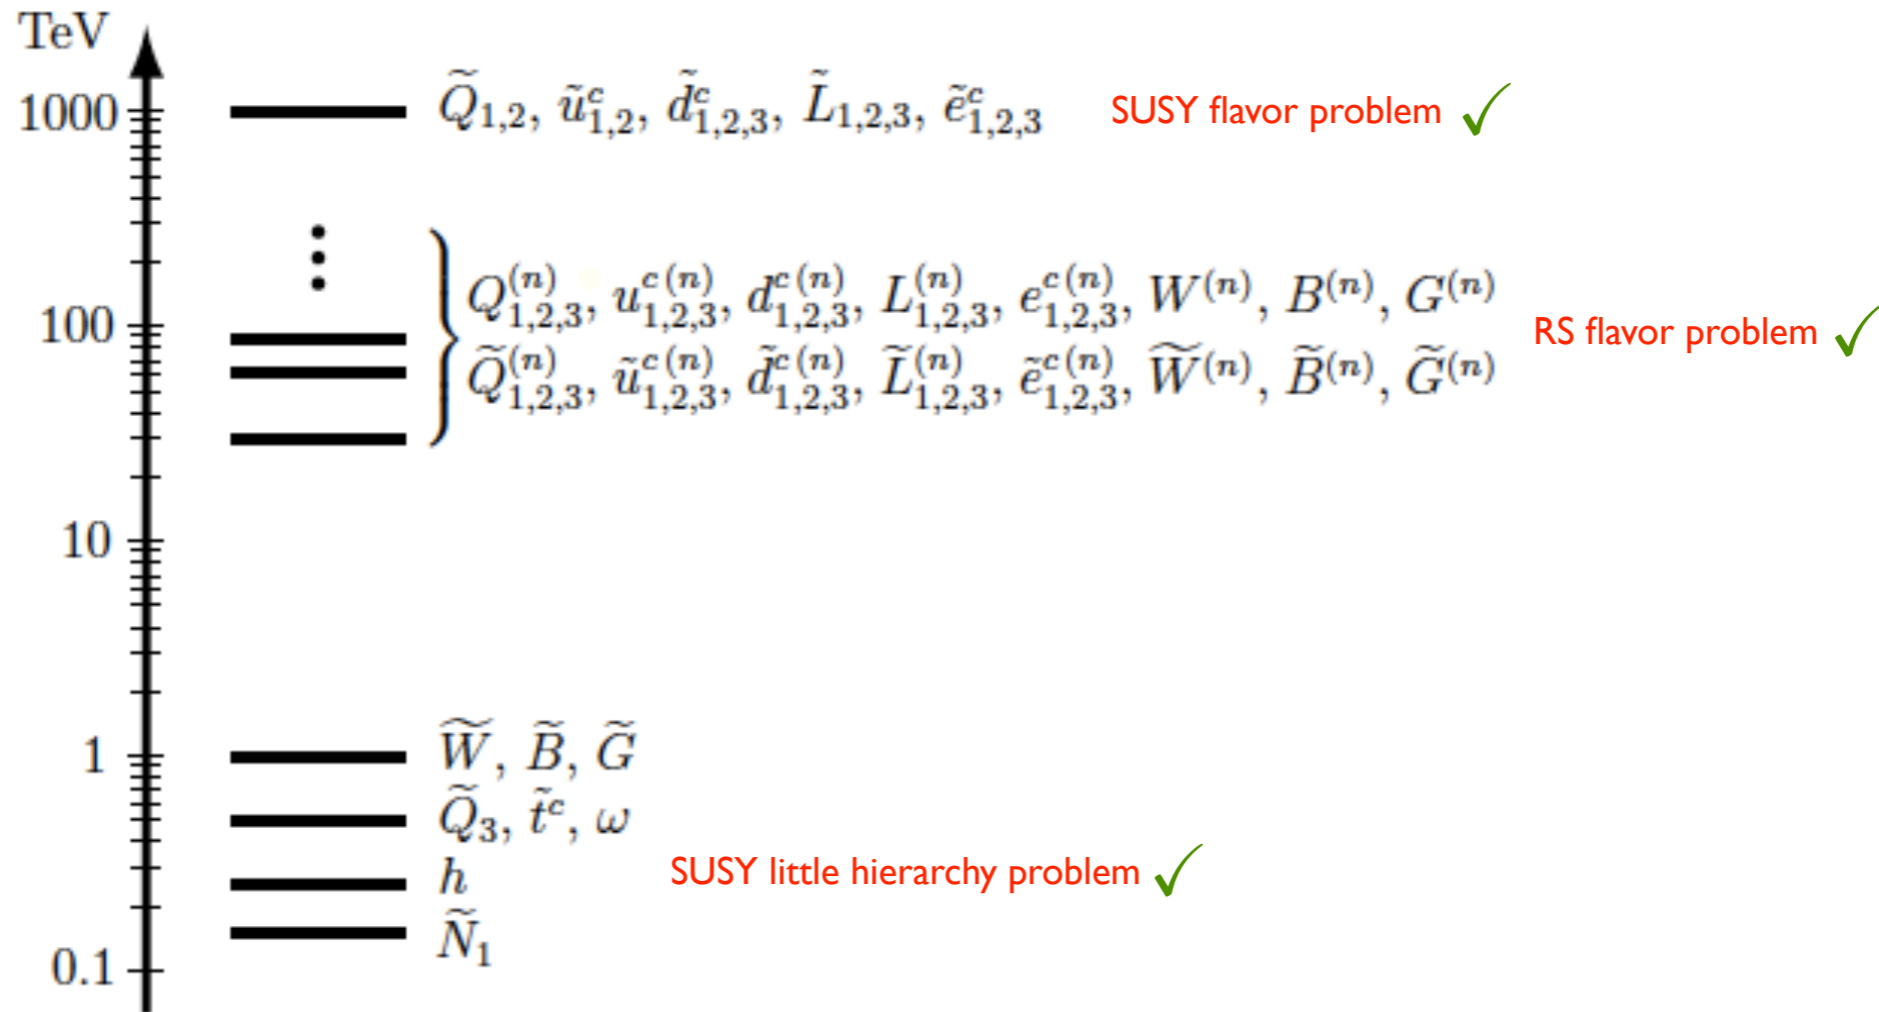 TeV
1000
Q̃₁,₂, ũᶜ₁,₂, d̃ᶜ₁,₂,₃, L̃₁,₂,₃, ẽᶜ₁,₂,₃ SUSY flavor problem ✓
Q⁽ⁿ⁾₁,₂,₃, uᶜ⁽ⁿ⁾₁,₂,₃, dᶜ⁽ⁿ⁾₁,₂,₃, L⁽ⁿ⁾₁,₂,₃, eᶜ⁽ⁿ⁾₁,₂,₃, W⁽ⁿ⁾, B⁽ⁿ⁾, G⁽ⁿ⁾
100
RS flavor problem ✓
Q̃⁽ⁿ⁾₁,₂,₃, ũᶜ⁽ⁿ⁾₁,₂,₃, d̃ᶜ⁽ⁿ⁾₁,₂,₃, L̃⁽ⁿ⁾₁,₂,₃, ẽᶜ⁽ⁿ⁾₁,₂,₃, W̃⁽ⁿ⁾, B̃⁽ⁿ⁾, G̃⁽ⁿ⁾
10
1
W̃, B̃, G̃
Q̃₃, t̃ᶜ, ω
h
SUSY little hierarchy problem ✓
Ñ₁
0.1